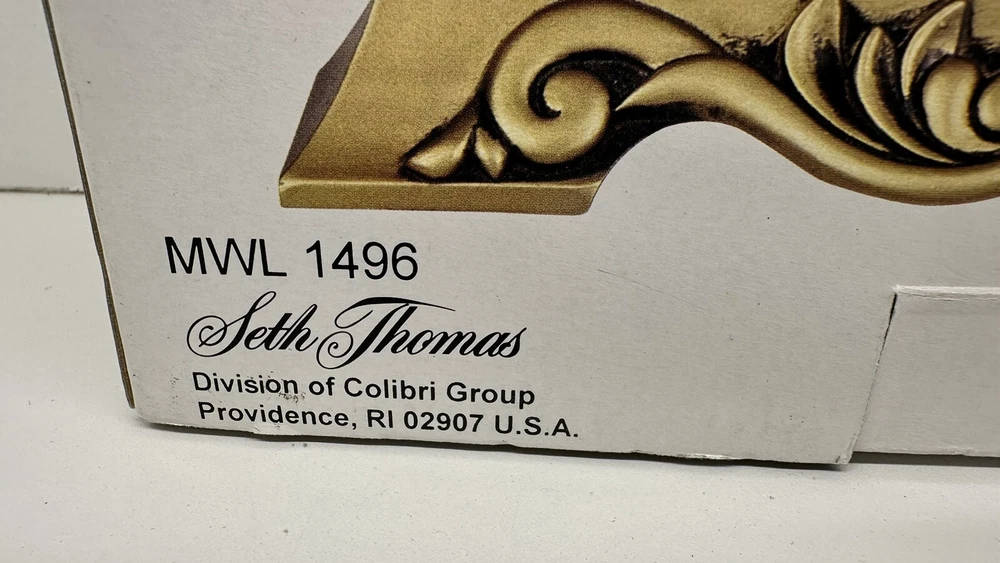 MWL 1496
Seth Thomas
Division of Colibri Group
Providence, RI 02907 U.S.A.